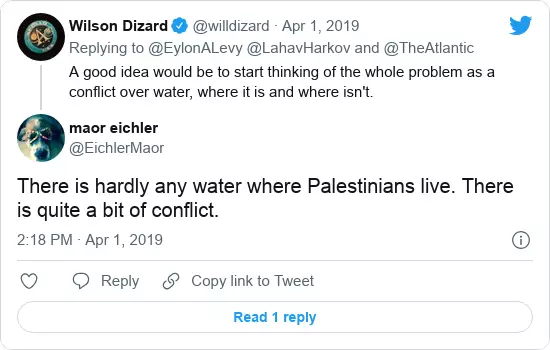 Wilson Dizard @willdizard · Apr 1, 2019
Replying to @EylonALevy @LahavHarkov and @TheAtlantic
A good idea would be to start thinking of the whole problem as a
conflict over water, where it is and where isn't.
maor eichler
@EichlerMaor
There is hardly any water where Palestinians live. There
is quite a bit of conflict.
2:18 PM · Apr 1, 2019
Reply
Copy link to Tweet
Read 1 reply